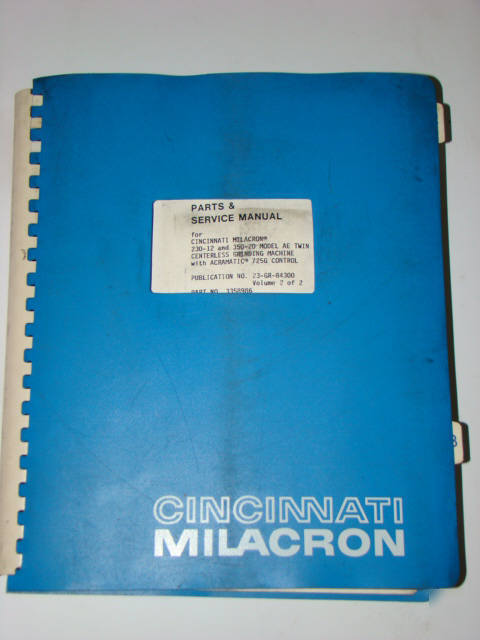 PARTS &
SERVICE MANUAL
for
CINCINNATI MILACRON®
230-12 and 350-20 MODEL AE TWIN
CENTERLESS GRINDING MACHINE
with ACRAMATIC® 725G CONTROL
PUBLICATION NO. 23-GR-84300
Volume 2 of 2
PART NO. 3358986
CINCINNATI
MILACRON